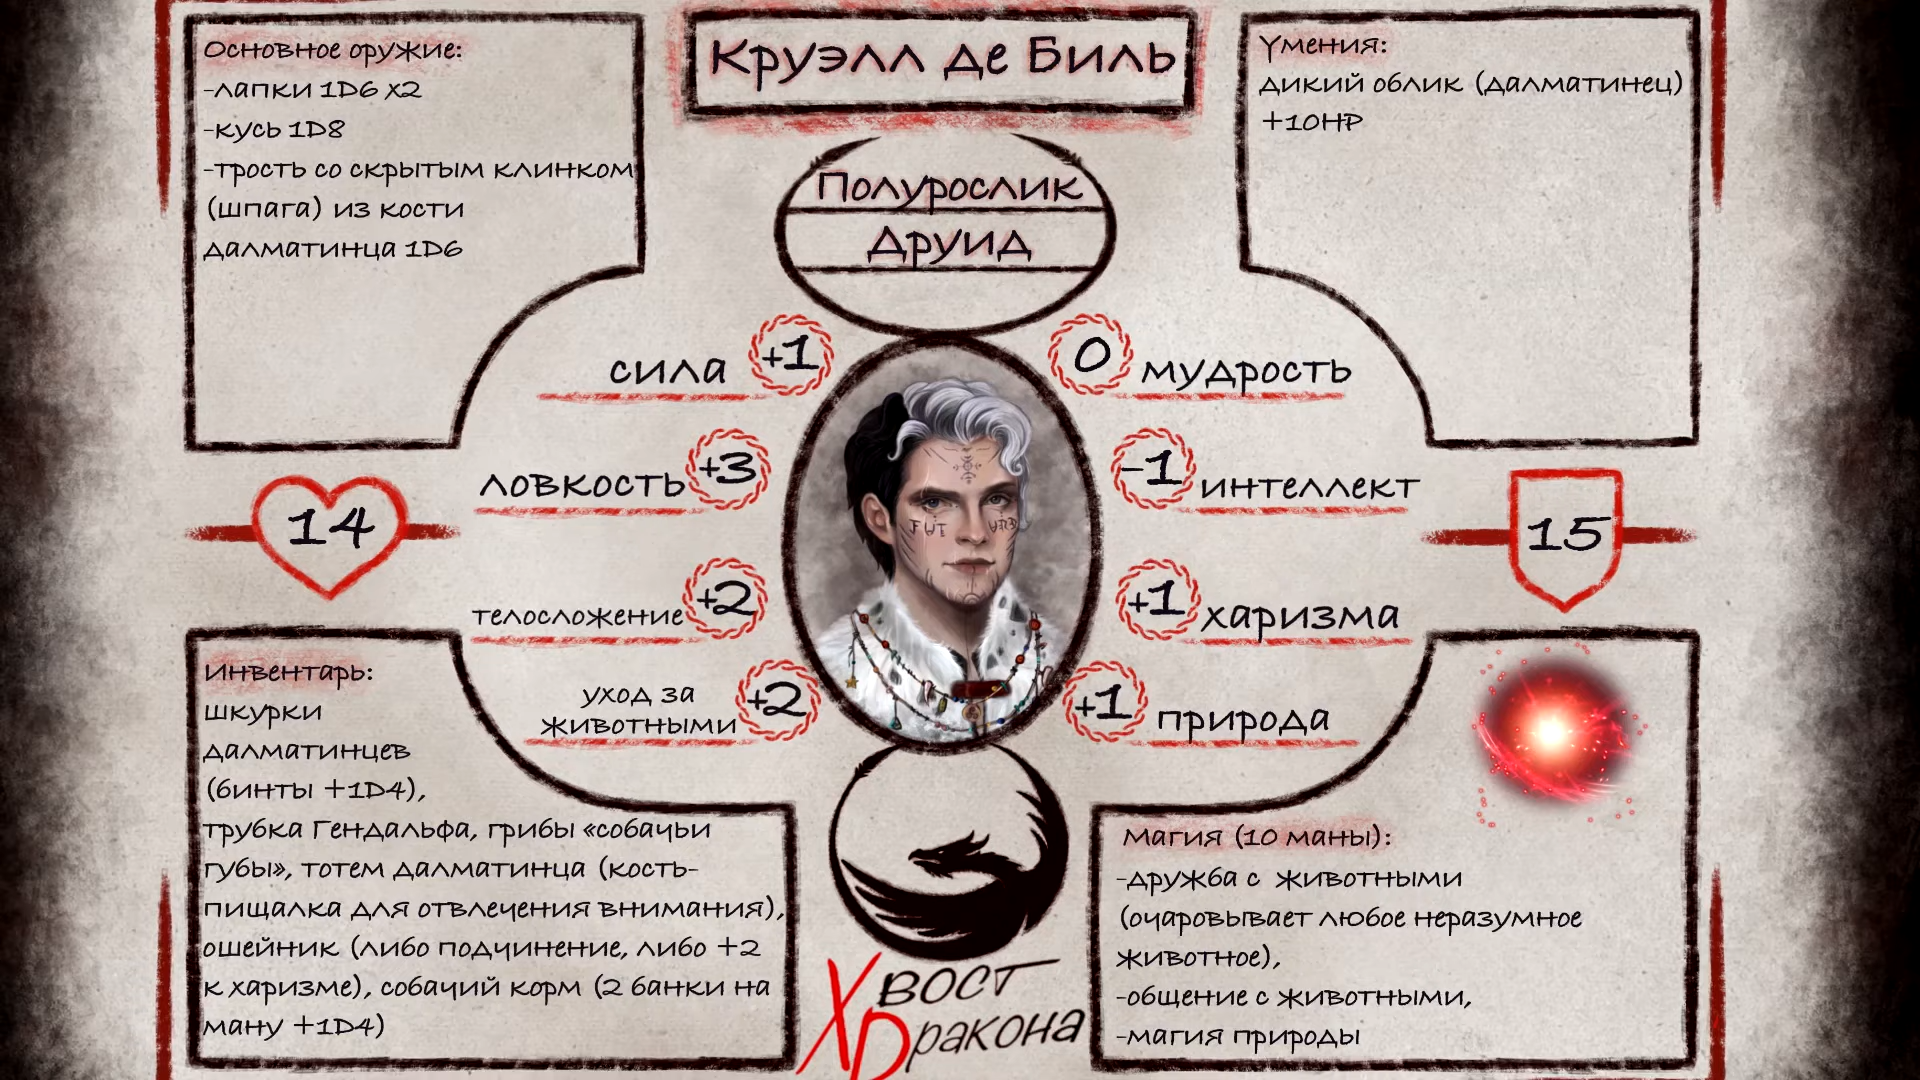 Круэлл де Биль
Полурослик
Друид
Основное оружие:
-лапки 1D6 x2
-кусь 1D8
-трость со скрытым клинком
(шпага) из кости
далматинца 1D6
Умения:
дикий облик (далматинец)
+10HP
сила +1
0 мудрость
ловкость +3
-1 интеллект
14
15
телосложение +2
+1 харизма
уход за
животными +2
+1 природа
FUT
Инвентарь:
шкурки
далматинцев
(бинты +1D4),
трубка Гендальфа, грибы «собачьи
губы», тотем далматинца (кость-
пищалка для отвлечения внимания),
ошейник (либо подчинение, либо +2
к харизме), собачий корм (2 банки на
ману +1D4)
Магия (10 маны):
-дружба с животными
(очаровывает любое неразумное
животное),
-общение с животными,
-магия природы
Хвост
Dракона